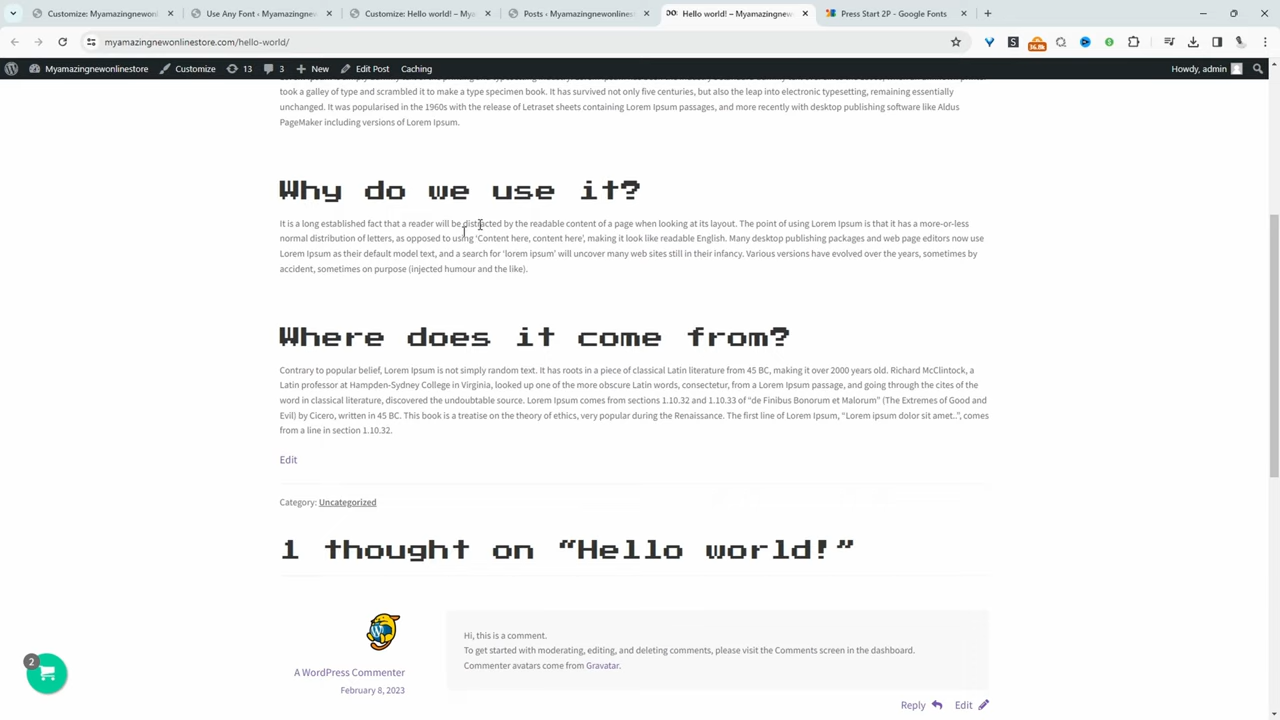 Customize: Myamazingnewonl
Use Any Font ‹ Myamazingnewon
Customize: Hello world! – Mya
Posts ‹ Myamazingnewonlinesto
Hello world! – Myamazingnewon
Press Start 2P - Google Fonts
myamazingnewonlinestore.com/hello-world/
16.9k
Myamazingnewonlinestore
Customize
13
3
New
Edit Post
Caching
Howdy, admin
took a galley of type and scrambled it to make a type specimen book. It has survived not only five centuries, but also the leap into electronic typesetting, remaining essentially
unchanged. It was popularised in the 1960s with the release of Letraset sheets containing Lorem Ipsum passages, and more recently with desktop publishing software like Aldus
PageMaker including versions of Lorem Ipsum.
Why do we use it?
It is a long established fact that a reader will be distracted by the readable content of a page when looking at its layout. The point of using Lorem Ipsum is that it has a more-or-less
normal distribution of letters, as opposed to using ‘Content here, content here’, making it look like readable English. Many desktop publishing packages and web page editors now use
Lorem Ipsum as their default model text, and a search for ‘lorem ipsum’ will uncover many web sites still in their infancy. Various versions have evolved over the years, sometimes by
accident, sometimes on purpose (injected humour and the like).
Where does it come from?
Contrary to popular belief, Lorem Ipsum is not simply random text. It has roots in a piece of classical Latin literature from 45 BC, making it over 2000 years old. Richard McClintock, a
Latin professor at Hampden-Sydney College in Virginia, looked up one of the more obscure Latin words, consectetur, from a Lorem Ipsum passage, and going through the cites of the
word in classical literature, discovered the undoubtable source. Lorem Ipsum comes from sections 1.10.32 and 1.10.33 of “de Finibus Bonorum et Malorum” (The Extremes of Good and
Evil) by Cicero, written in 45 BC. This book is a treatise on the theory of ethics, very popular during the Renaissance. The first line of Lorem Ipsum, “Lorem ipsum dolor sit amet..”, comes
from a line in section 1.10.32.
Edit
Category: Uncategorized
1 thought on “Hello world!”
Hi, this is a comment.
To get started with moderating, editing, and deleting comments, please visit the Comments screen in the dashboard.
Commenter avatars come from Gravatar.
A WordPress Commenter
February 8, 2023
2
Reply
Edit